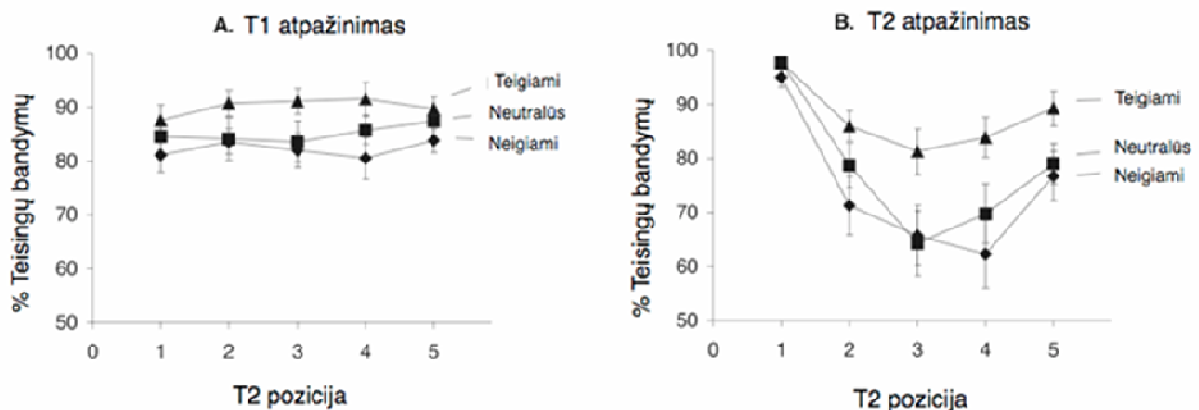 A. T1 atpažinimas
100
90
80
70
60
50
0 1 2 3 4 5
% Teisingų bandymų
T2 pozicija
Teigiami
Neutralūs
Neigiami
B. T2 atpažinimas
100
90
80
70
60
50
0 1 2 3 4 5
% Teisingų bandymų
T2 pozicija
Teigiami
Neutralūs
Neigiami